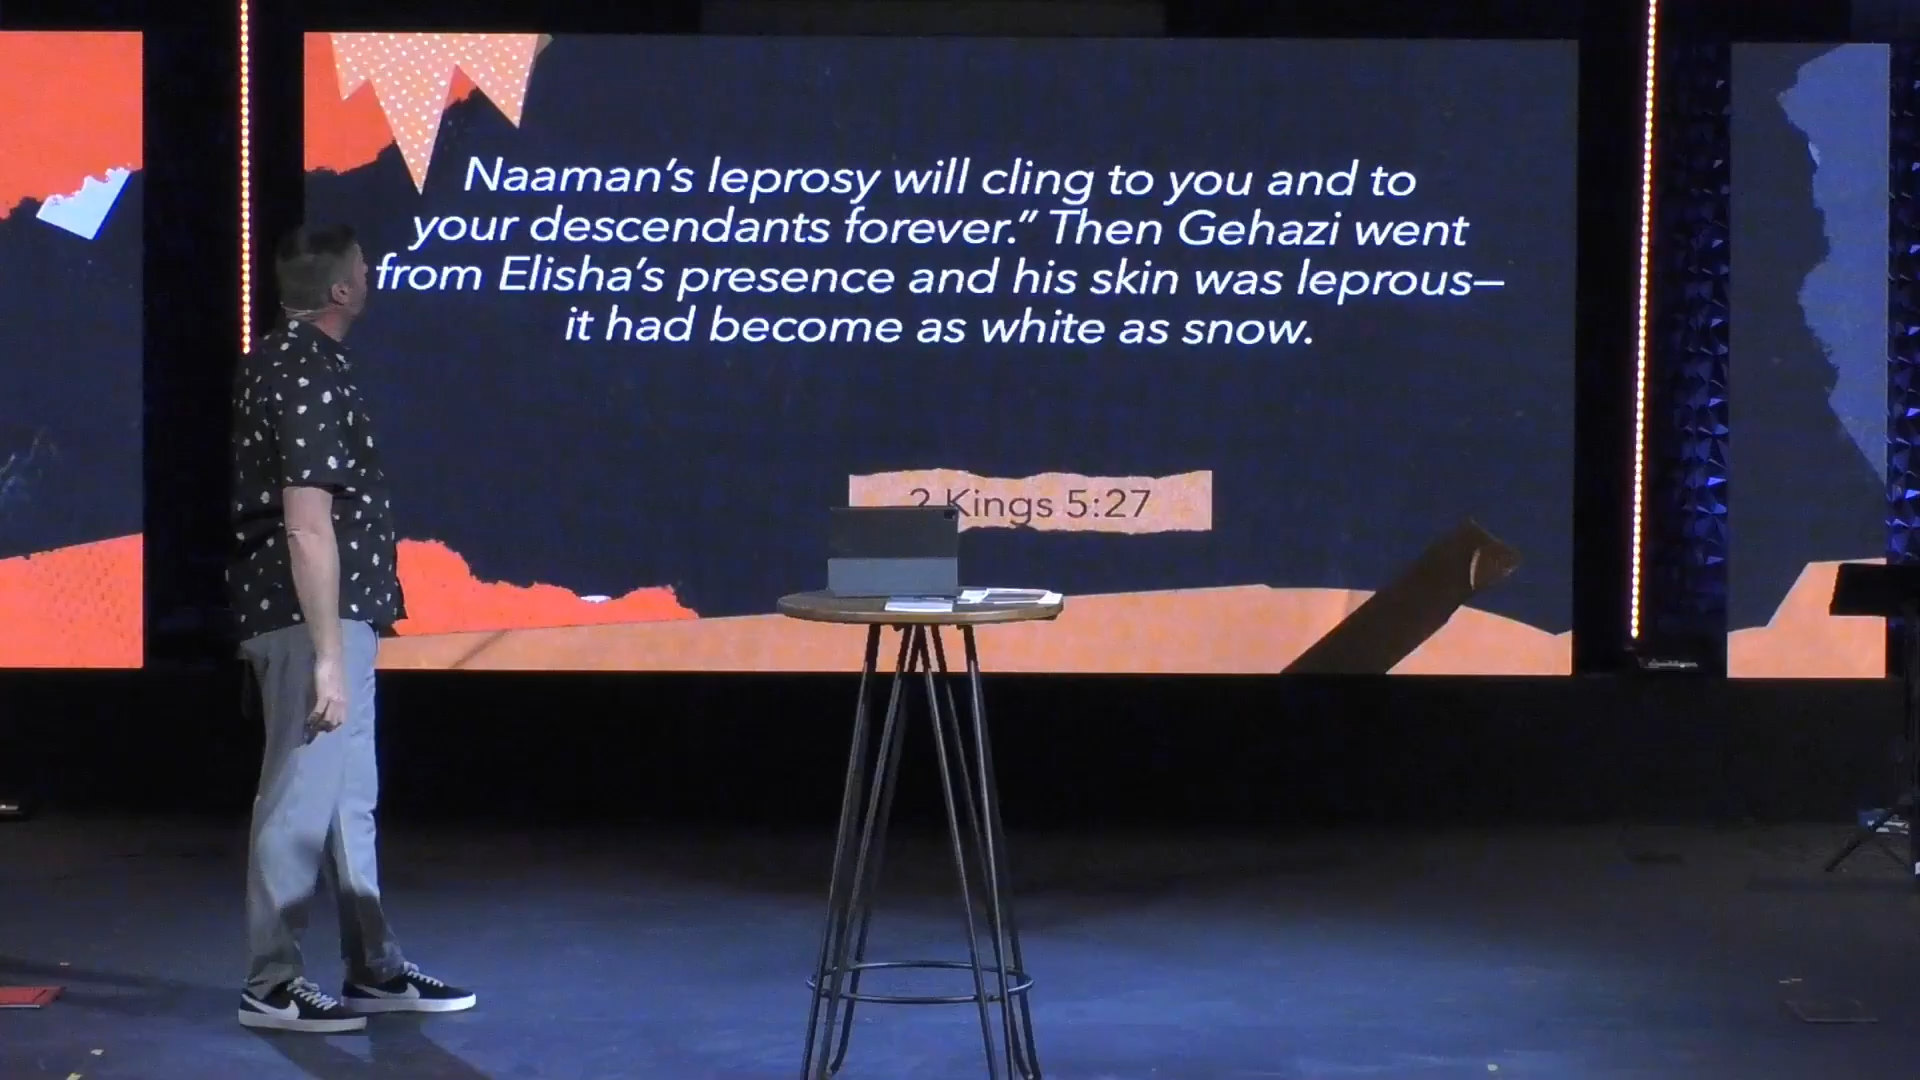 Naaman’s leprosy will cling to you and to
your descendants forever.” Then Gehazi went
from Elisha’s presence and his skin was leprous—
it had become as white as snow.
2 Kings 5:27